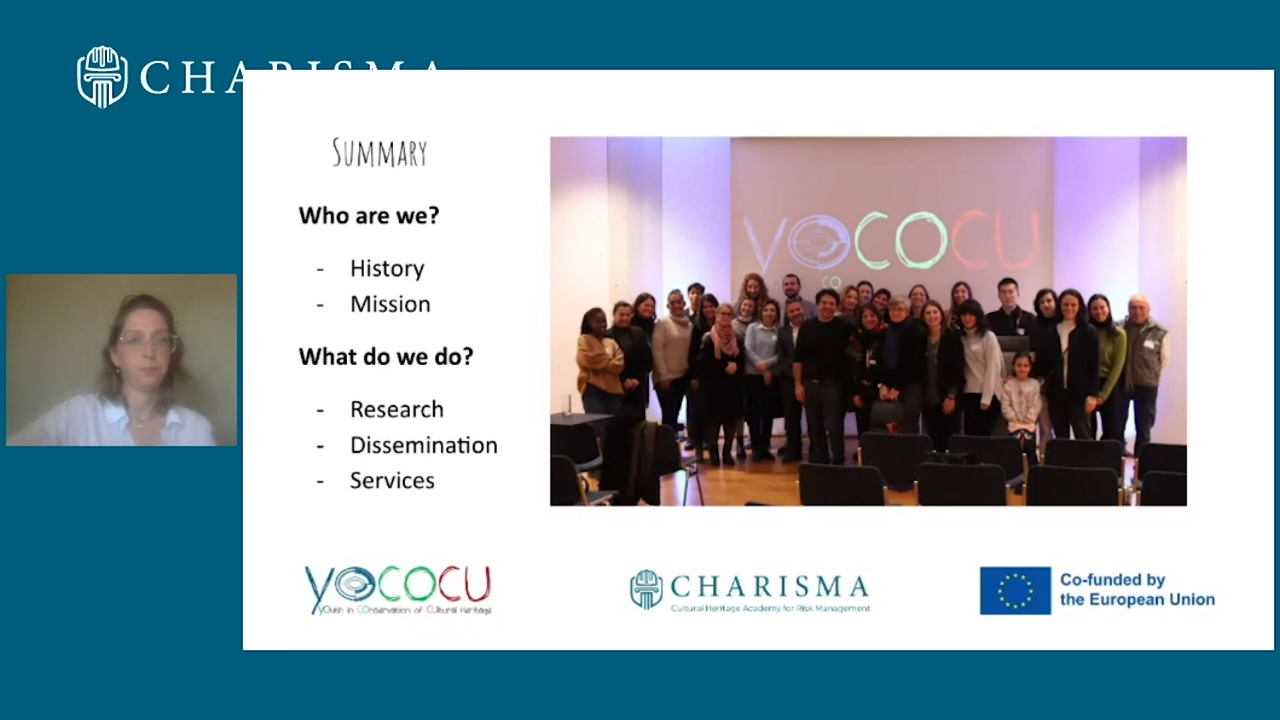 CHARISMA
SUMMARY
Who are we?
- History
- Mission
What do we do?
- Research
- Dissemination
- Services
YOCOCU
CO
YOCOCU
yOuth in COnservation of CUltural Heritage
CHARISMA
Cultural Heritage Academy for Risk Management
Co-funded by
the European Union